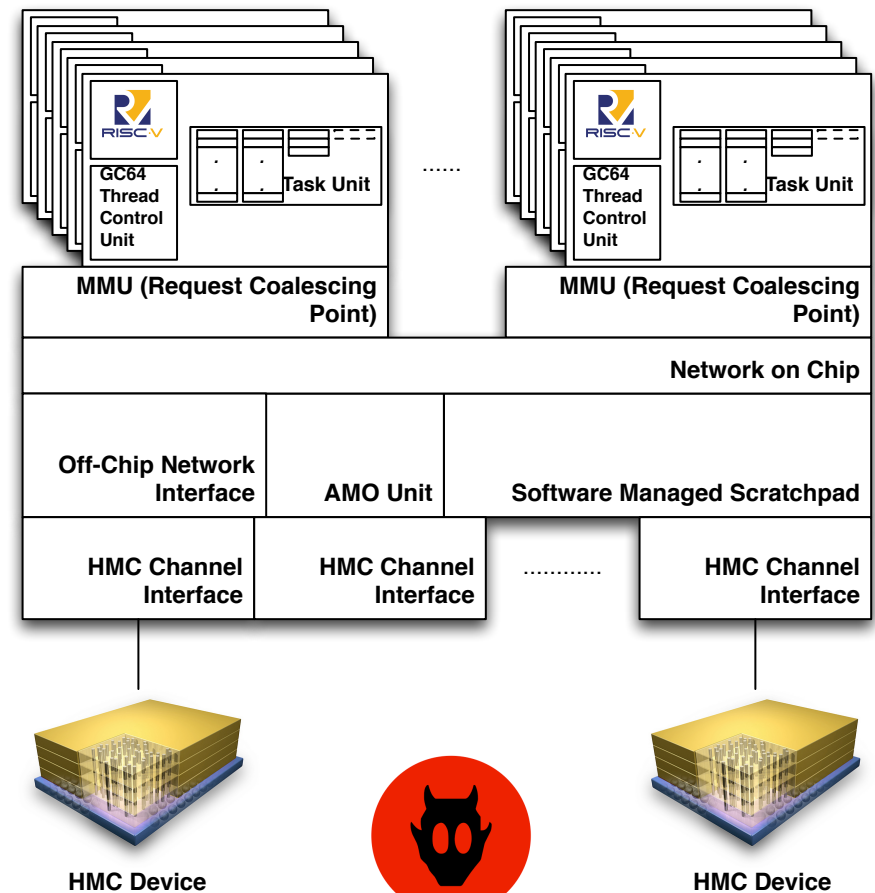 RISC-V
GC64
Thread
Control
Unit
Task Unit
......
RISC-V
GC64
Thread
Control
Unit
Task Unit
MMU (Request Coalescing
Point)
MMU (Request Coalescing
Point)
Network on Chip
Off-Chip Network
Interface
AMO Unit
Software Managed Scratchpad
HMC Channel
Interface
HMC Channel
Interface
............
HMC Channel
Interface
HMC Device
HMC Device